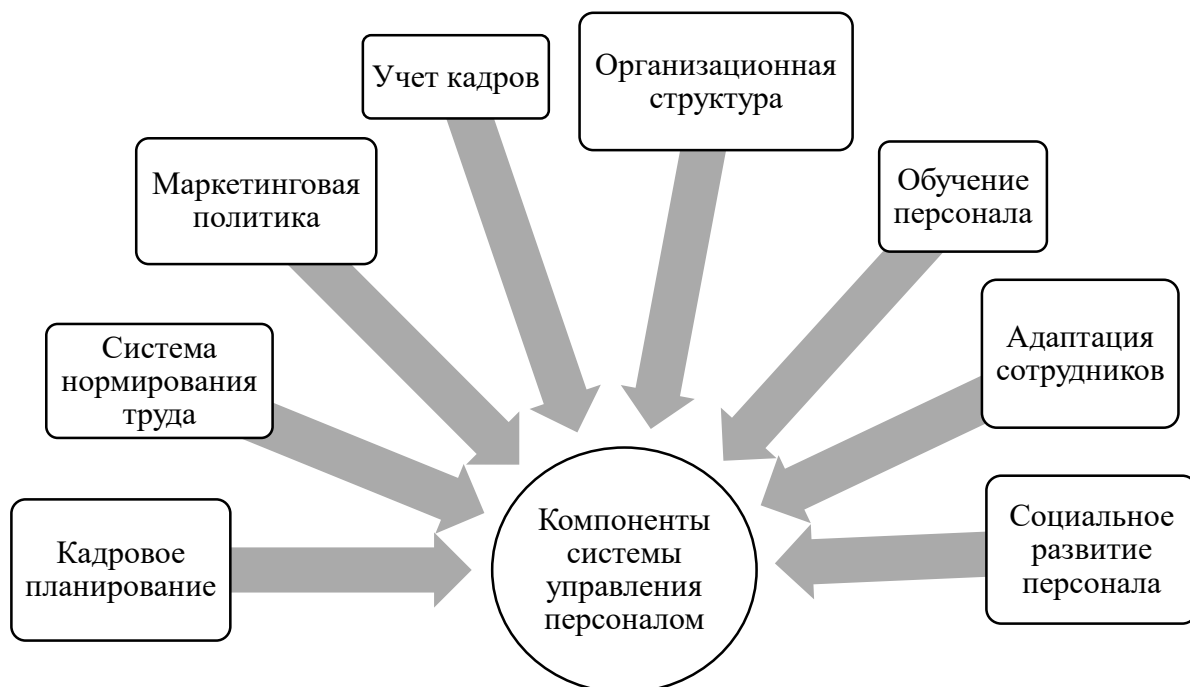 Учет кадров
Организационная
структура
Маркетинговая
политика
Обучение
персонала
Система
нормирования
труда
Адаптация
сотрудников
Кадровое
планирование
Компоненты
системы
управления
персоналом
Социальное
развитие
персонала